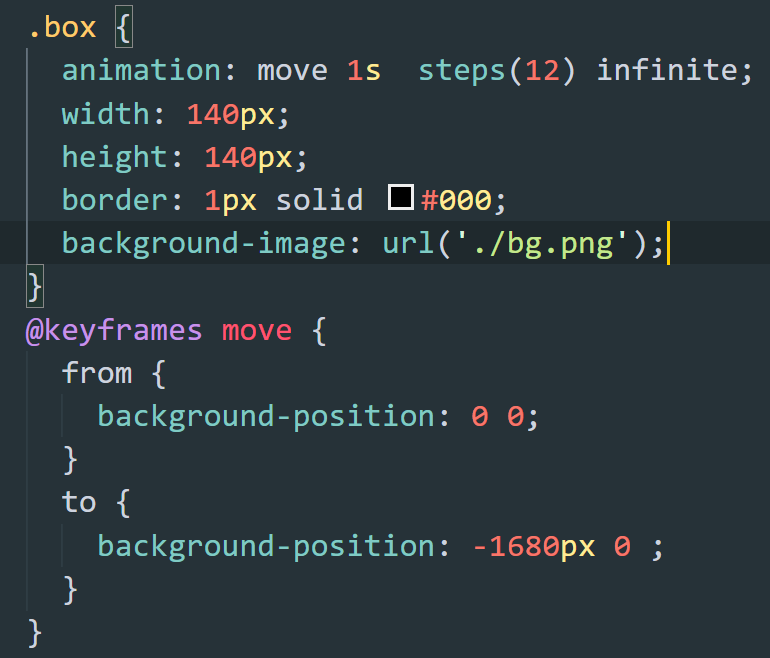 .box {
  animation: move 1s  steps(12) infinite;
  width: 140px;
  height: 140px;
  border: 1px solid #000;
  background-image: url('./bg.png');
}
@keyframes move {
  from {
    background-position: 0 0;
  }
  to {
    background-position: -1680px 0 ;
  }
}